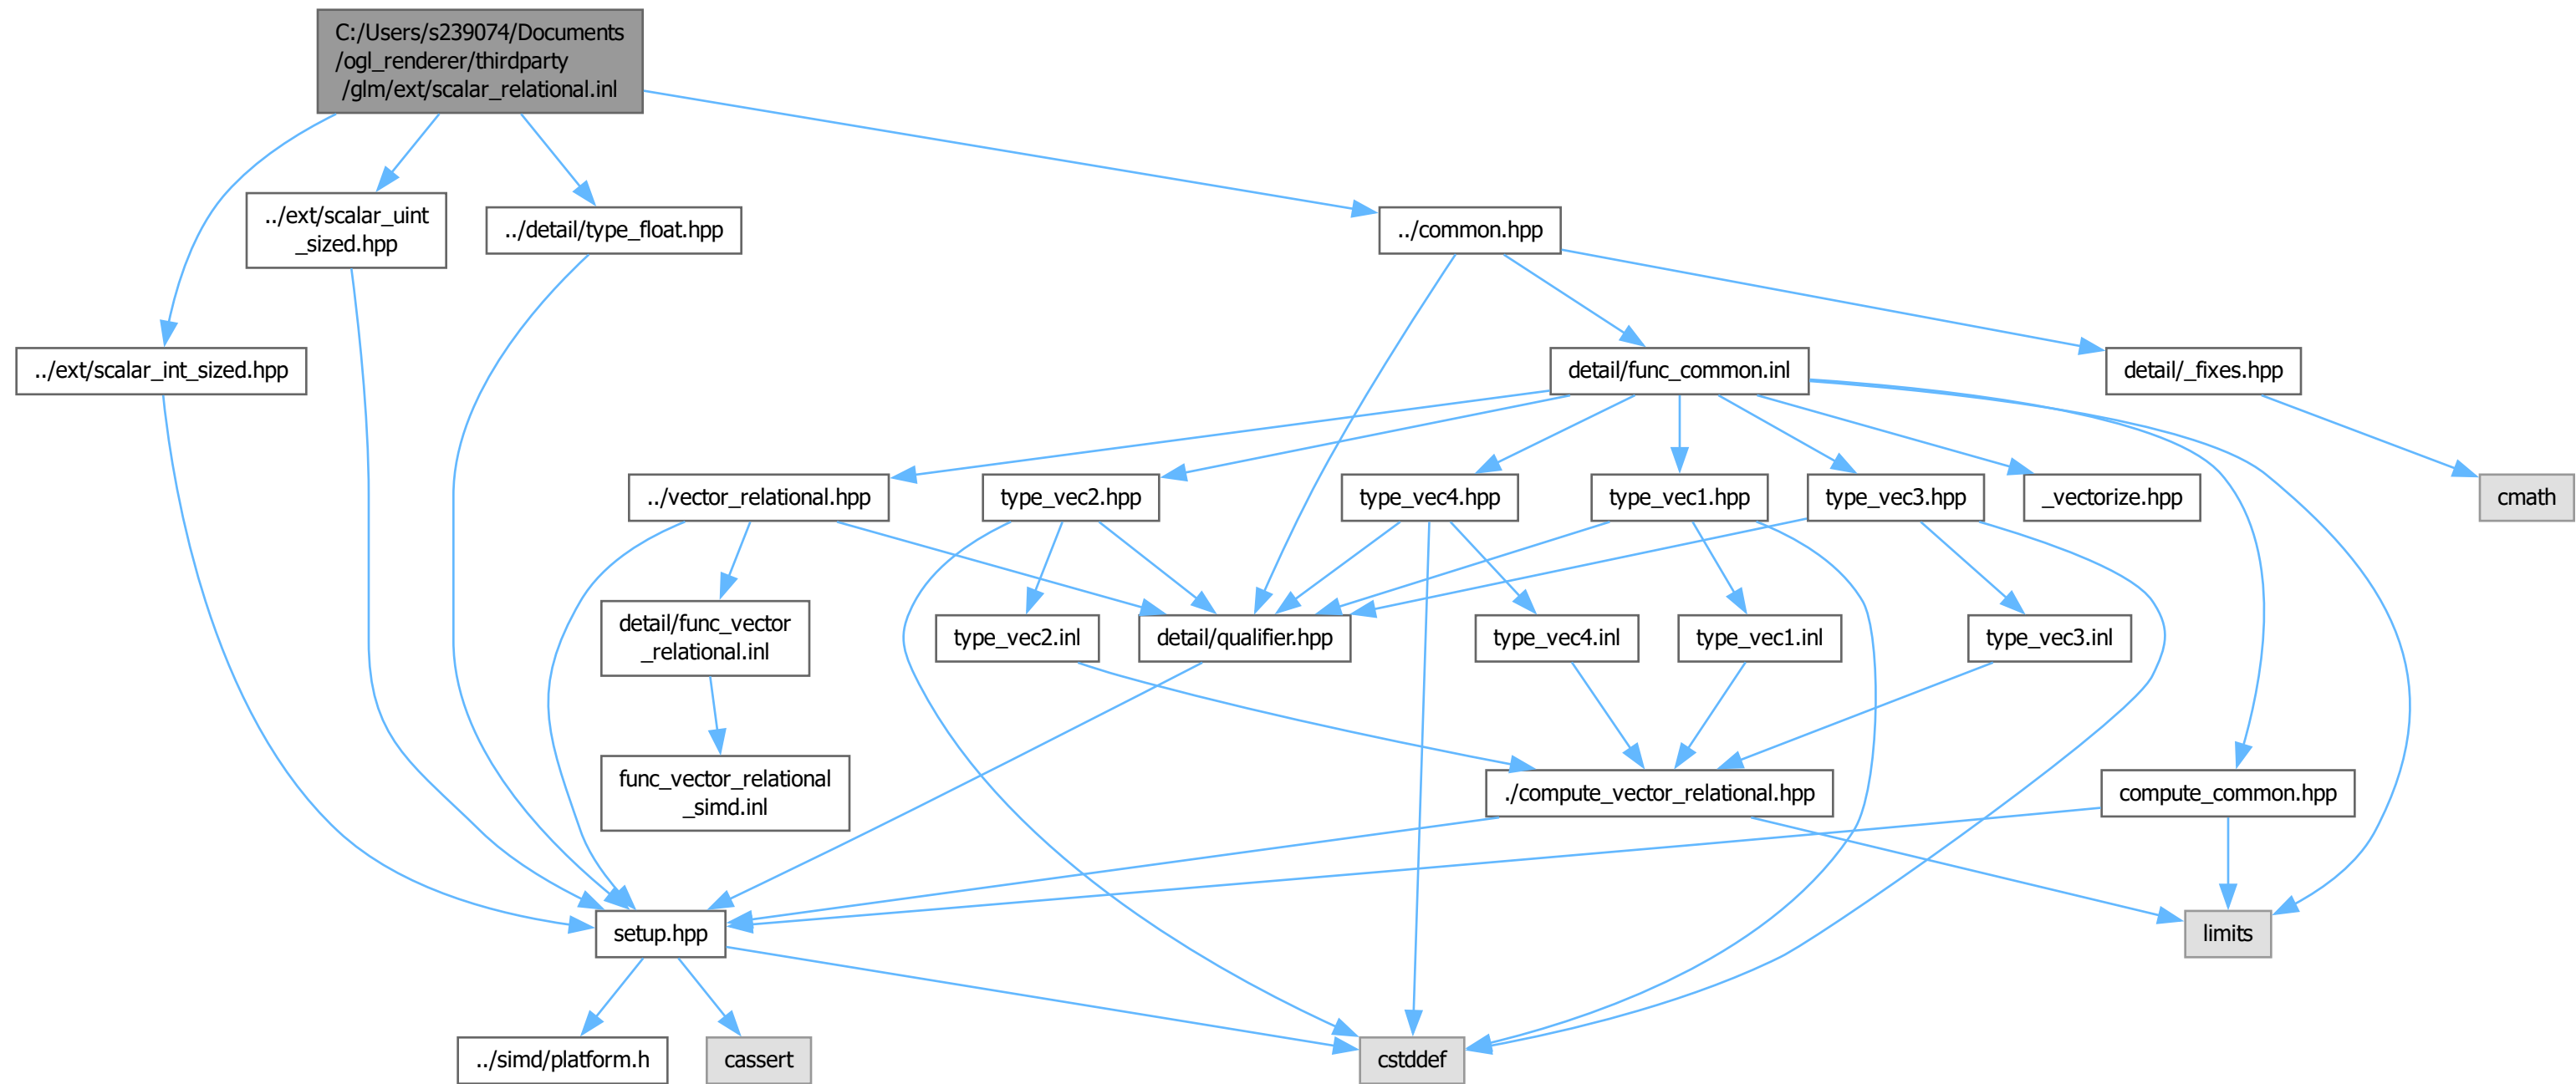 C:/Users/s239074/Documents
/ogl_renderer/thirdparty
/glm/ext/scalar_relational.inl
../ext/scalar_uint
_sized.hpp
../detail/type_float.hpp
../common.hpp
../ext/scalar_int_sized.hpp
detail/func_common.inl
detail/_fixes.hpp
../vector_relational.hpp
type_vec2.hpp
type_vec4.hpp
type_vec1.hpp
type_vec3.hpp
_vectorize.hpp
cmath
detail/func_vector
_relational.inl
type_vec2.inl
detail/qualifier.hpp
type_vec4.inl
type_vec1.inl
type_vec3.inl
func_vector_relational
_simd.inl
./compute_vector_relational.hpp
compute_common.hpp
setup.hpp
limits
../simd/platform.h
cassert
cstddef